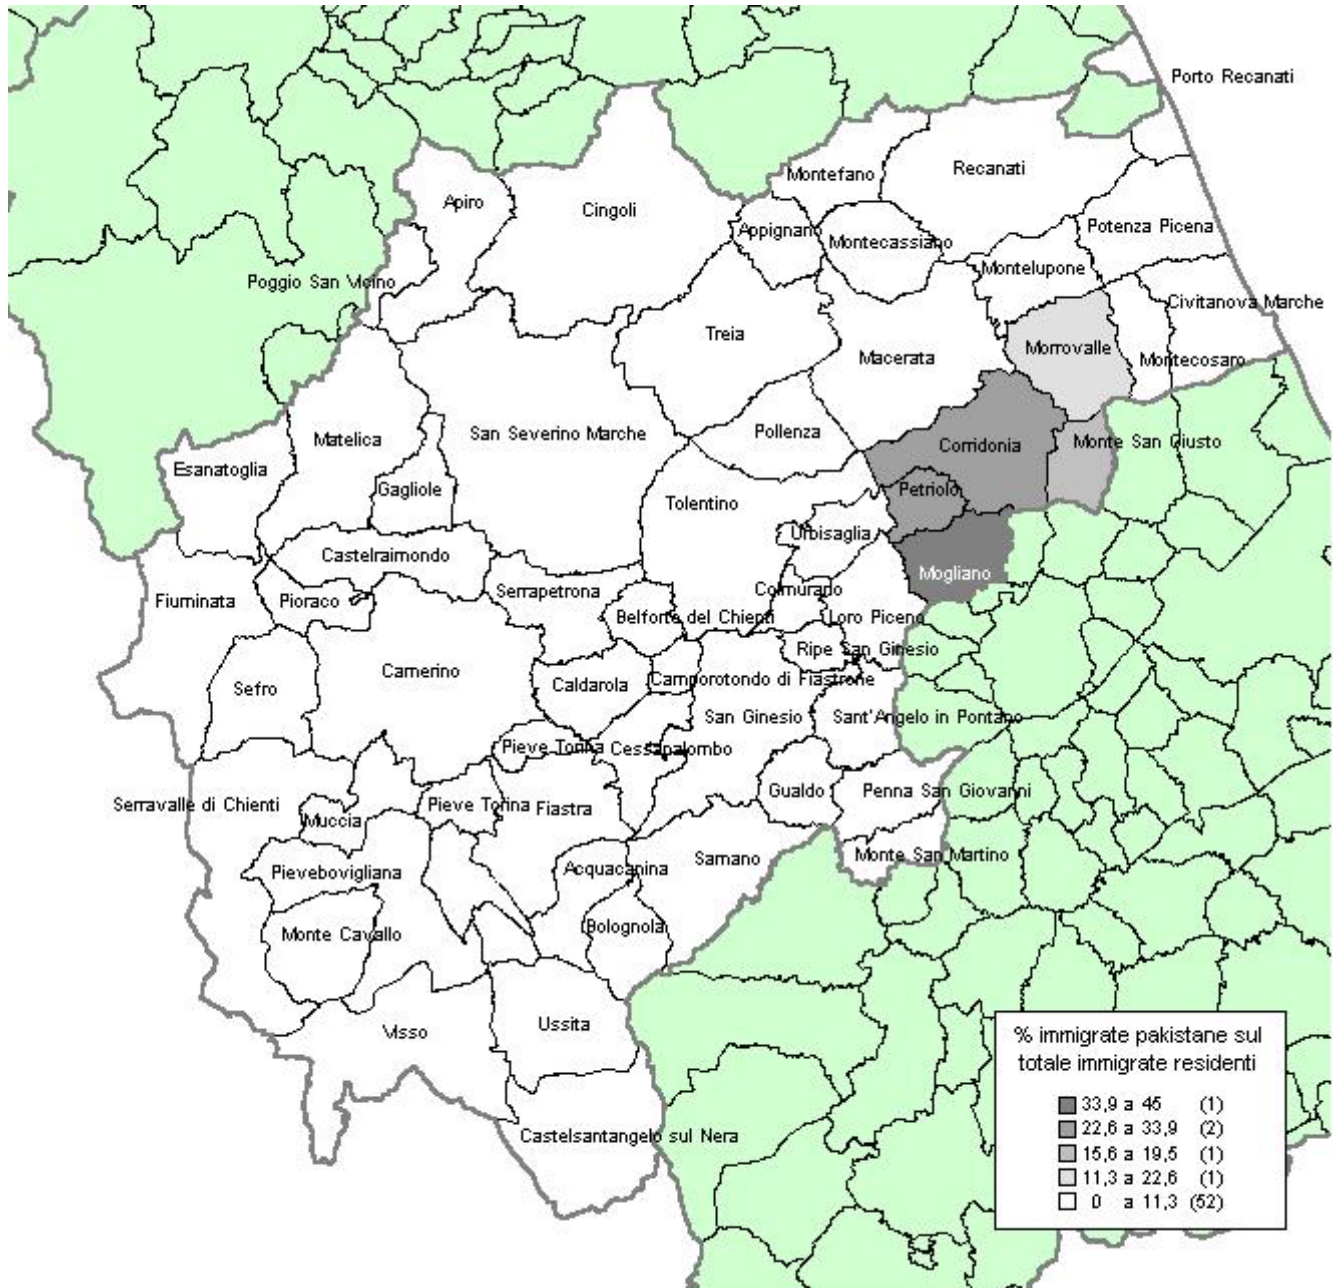 Porto Recanati
Recanati
Montefano
Apiro
Cingoli
Potenza Picena
Appignano
Montecassiano
Montelupone
Poggio San Vicino
Civitanova Marche
Treia
Morrovalle
Macerata
Montecosaro
San Severino Marche
Pollenza
Matelica
Corridonia
Monte San Giusto
Esanatoglia
Gagliole
Petriolo
Tolentino
Urbisaglia
Castelraimondo
Mogliano
Serrapetrona
Colmurano
Fiuminata
Pioraco
Belforte del Chienti
Loro Piceno
Ripe San Ginesio
Camerino
Camporotondo di Fiastrone
Sefro
Caldarola
San Ginesio
Sant'Angelo in Pontano
Pieve Torina
Cessapalombo
Gualdo
Penna San Giovanni
Serravalle di Chienti
Pieve Torina
Fiastra
Muccia
Monte San Martino
Sarnano
Acquacanina
Pievebovigliana
Bolognola
Monte Cavallo
Ussita
Visso
Castelsantangelo sul Nera
% immigrate pakistane sul
totale immigrate residenti
33,9 a 45 (1)
22,6 a 33,9 (2)
15,6 a 19,5 (1)
11,3 a 22,6 (1)
0 a 11,3 (52)